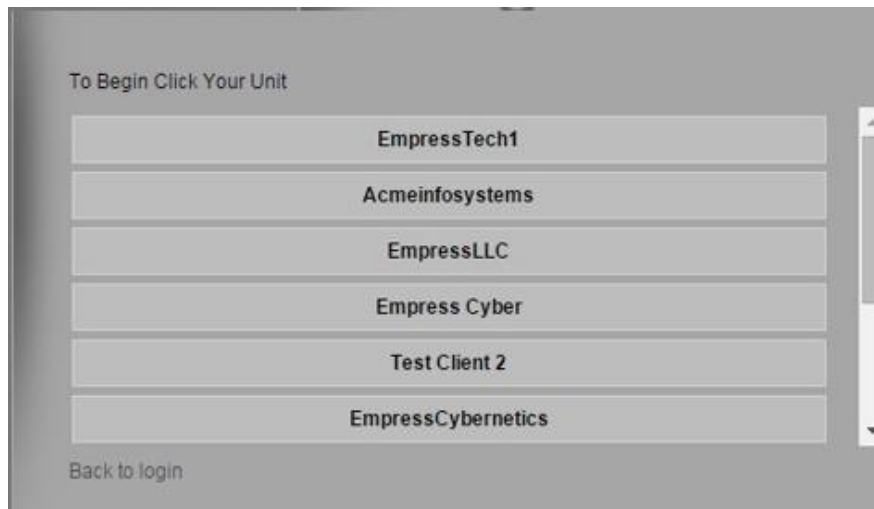 To Begin Click Your Unit
EmpressTech1
Acmeinfosystems
EmpressLLC
Empress Cyber
Test Client 2
EmpressCybernetics
Back to login